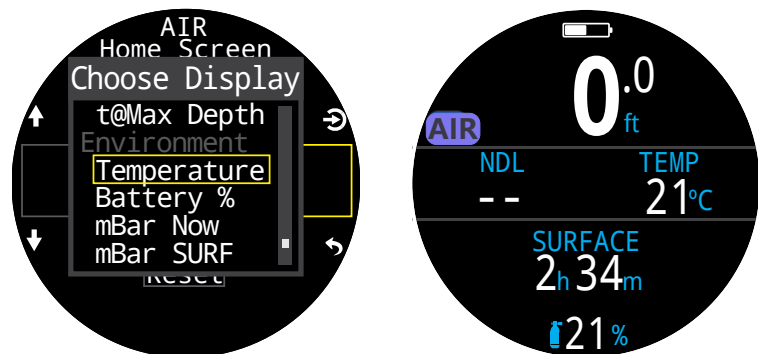 AIR
Home Screen
Choose Display
t@Max Depth
Environment
Temperature
Battery %
mBar Now
mBar SURF
Reset
0.0
ft
AIR
NDL TEMP
-- 21°C
SURFACE
2h 34m
21%